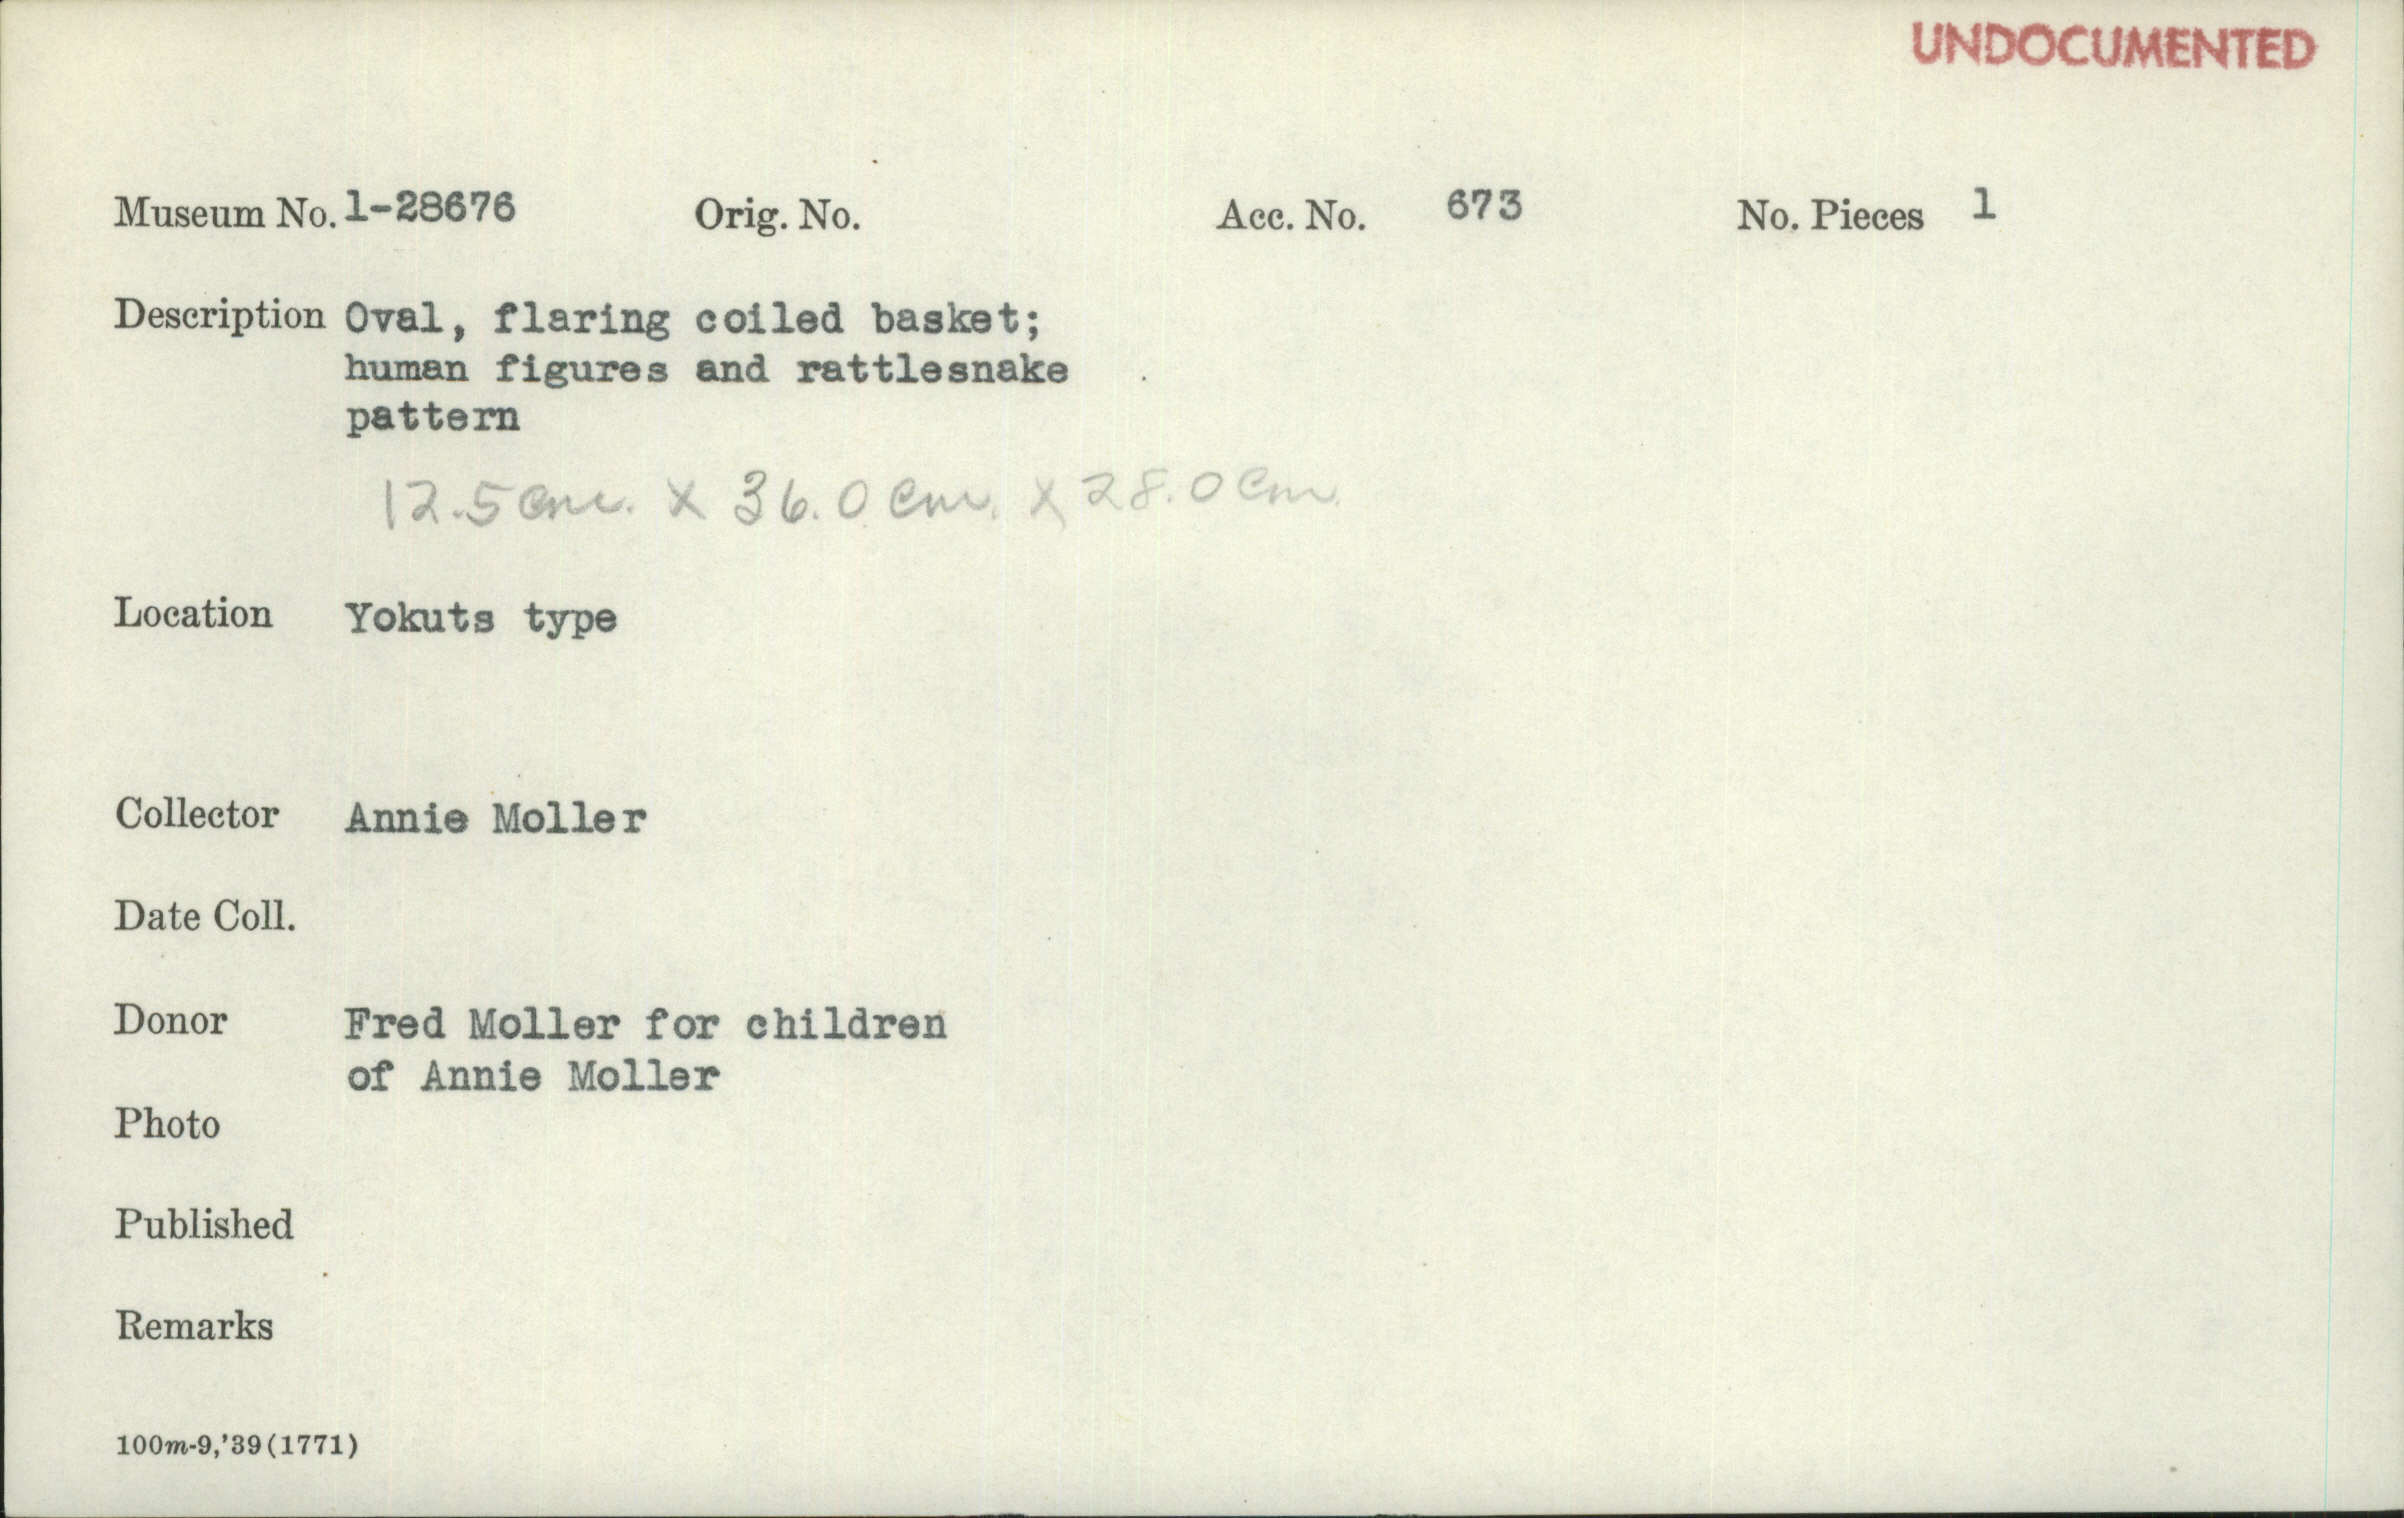 UNDOCUMENTED
Museum No. 1-28676 Orig. No. Acc. No. 673 No. Pieces 1
Description Oval, flaring coiled basket;
human figures and rattlesnake
pattern
12.5 cm. X 36.0 cm. X 28.0 cm.
Location Yokuts type
Collector Annie Moller
Date Coll.
Donor Fred Moller for children
of Annie Moller
Photo
Published
Remarks
100m-9,'39(1771)